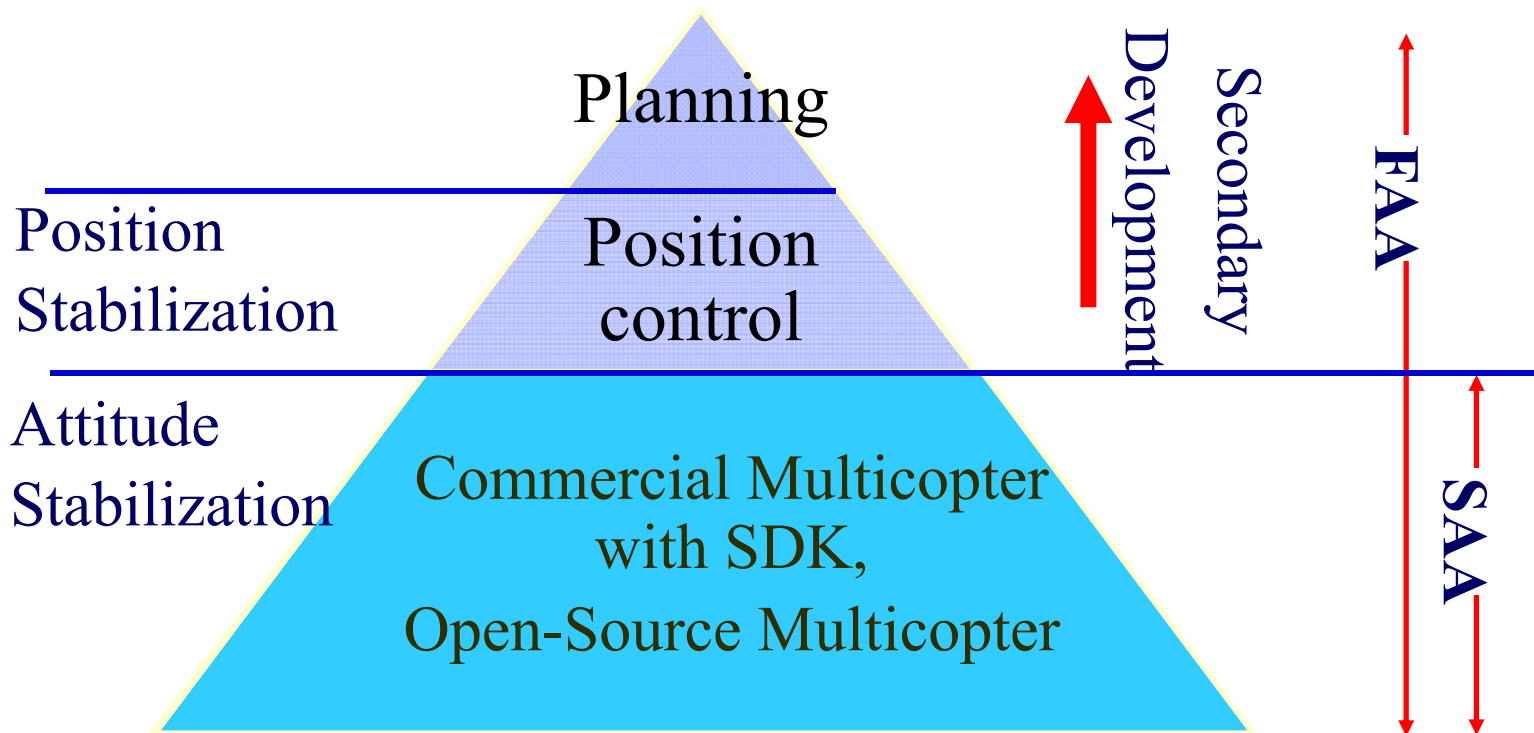 Planning
Position
Stabilization
Position
control
Attitude
Stabilization
Commercial Multicopter
with SDK,
Open-Source Multicopter
Secondary
Development
FAA
SAA